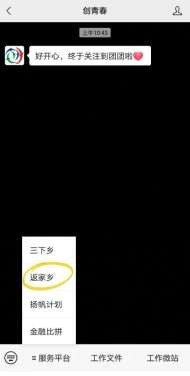 创青春
上午10:45
好开心，终于关注到团团啦❤
三下乡
返家乡
扬帆计划
金融比拼
≡ 服务平台
工作文件
工作微站